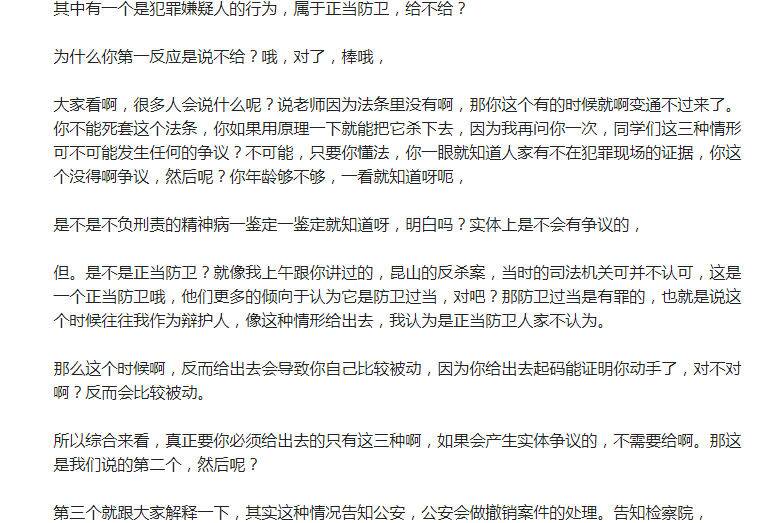 其中有一个是犯罪嫌疑人的行为，属于正当防卫，给不给？
为什么你第一反应是说不给？哦，对了，棒哦，
大家看啊，很多人会说什么呢？说老师因为法条里没有啊，那你这个有的时候就啊变通不过来了。
你不能死套这个法条，你如果用原理一下就能把它杀下去，因为我再问你一次，同学们这三种情形
可不可能发生任何的争议？不可能，只要你懂法，你一眼就知道人家有不在犯罪现场的证据，你这
个没得啊争议，然后呢？你年龄够不够，一看就知道呀呃，
是不是不负刑责的精神病一鉴定一鉴定就知道呀，明白吗？实体上是不会有争议的，
但。是不是正当防卫？就像我上午跟你讲过的，昆山的反杀案，当时的司法机关可并不认可，这是
一个正当防卫哦，他们更多的倾向于认为它是防卫过当，对吧？那防卫过当是有罪的，也就是说这
个时候往往我作为辩护人，像这种情形给出去，我认为是正当防卫人家不认为。
那么这个时候啊，反而给出去会导致你自己比较被动，因为你给出去起码能证明你动手了，对不对
啊？反而会比较被动。
所以综合来看，真正要你必须给出去的只有这三种啊，如果会产生实体争议的，不需要给啊。那这
是我们说的第二个，然后呢？
第三个就跟大家解释一下，其实这种情况告知公安，公安会做撤销案件的处理。告知检察院，